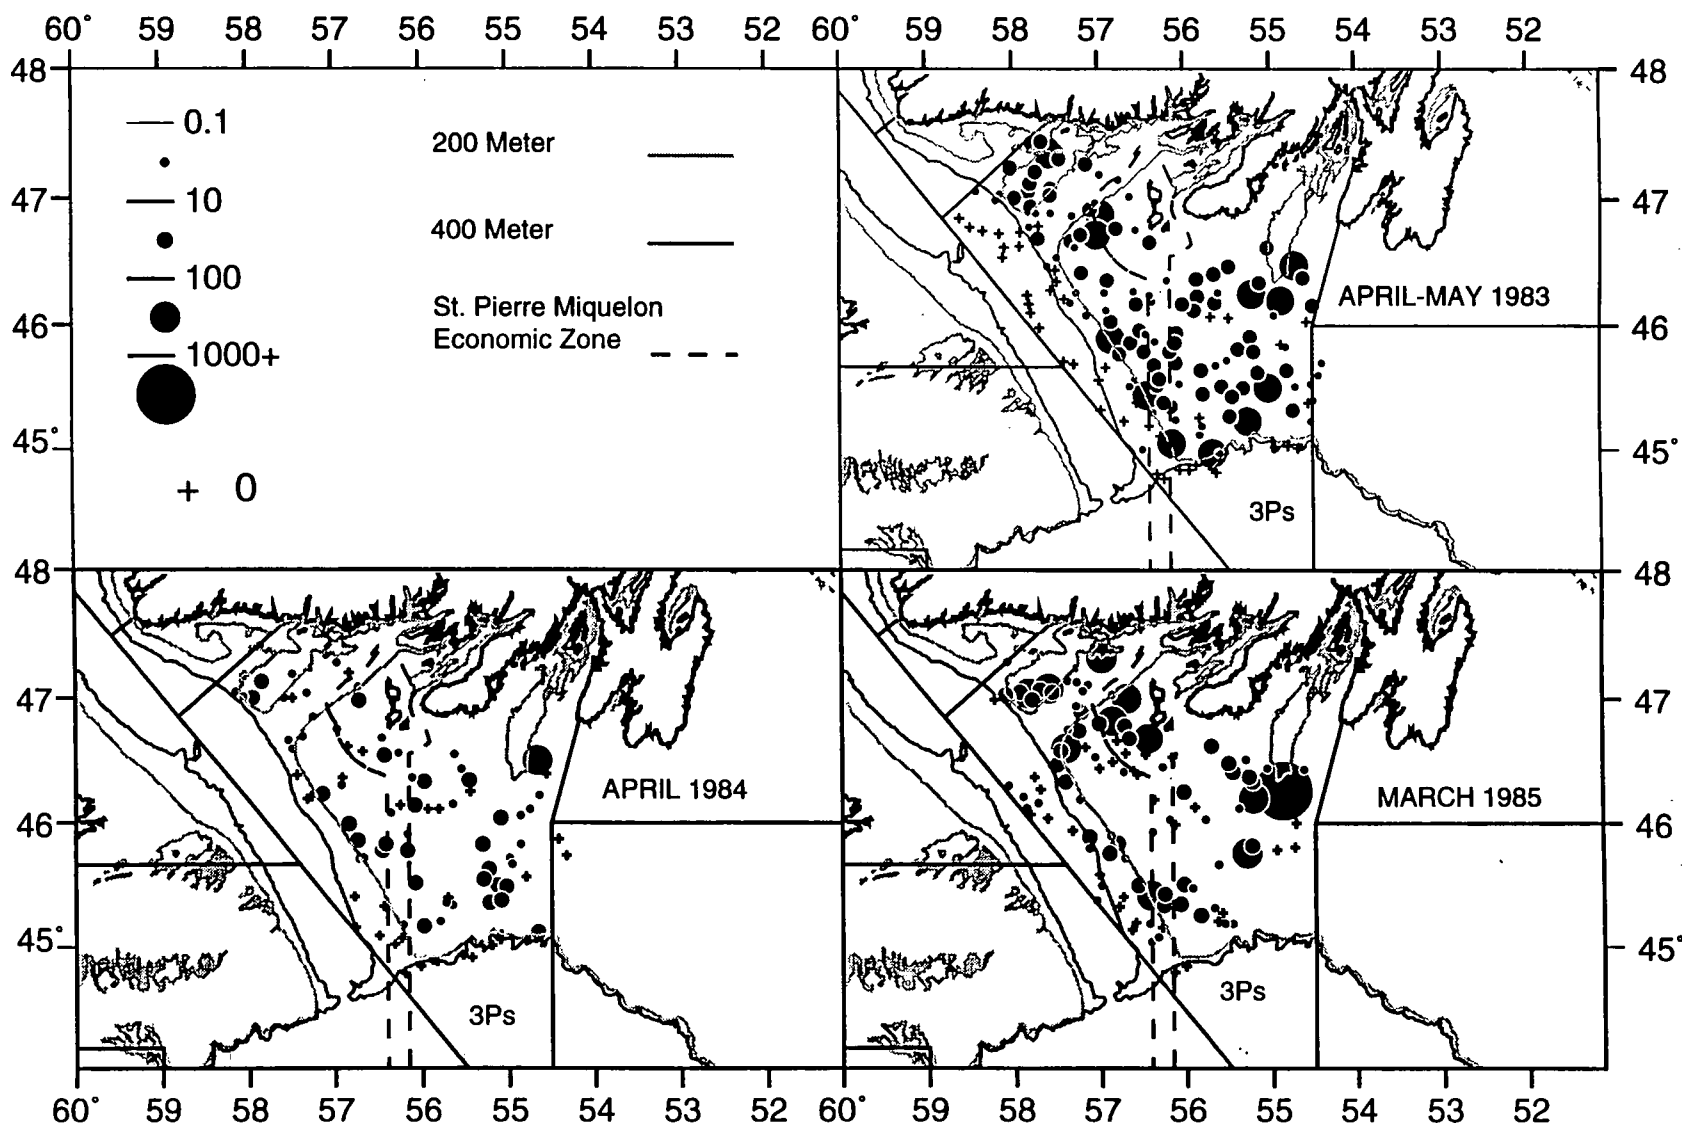 60° 59 58 57 56 55 54 53 52 60° 59 58 57 56 55 54 53 52
48 48
0.1
200 Meter
10
47 47
400 Meter
100
St. Pierre Miquelon
Economic Zone
APRIL-MAY 1983
46 46
1000+
45° 45°
+ 0
3Ps
48 48
47 47
APRIL 1984
MARCH 1985
46 46
45° 45°
3Ps
3Ps
60° 59 58 57 56 55 54 53 52 60° 59 58 57 56 55 54 53 52